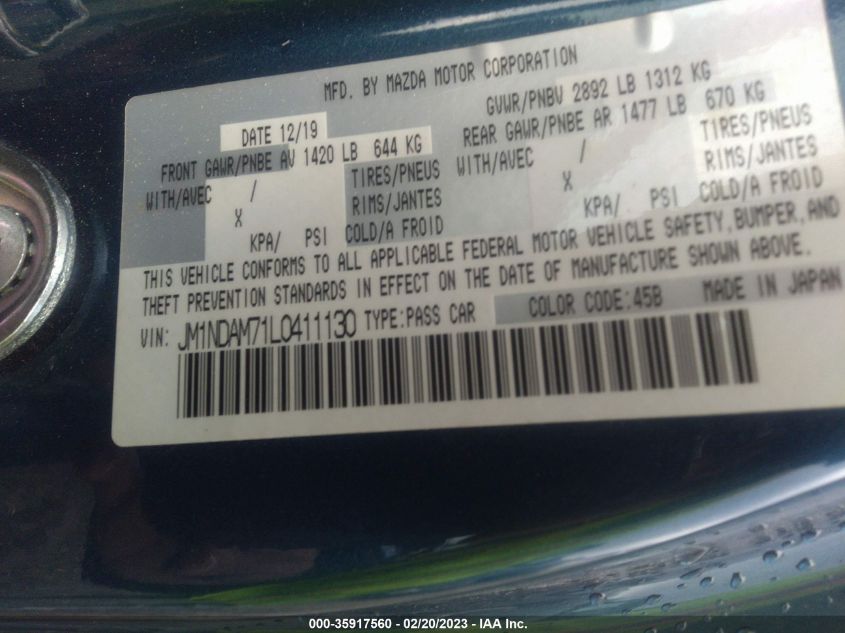 MFD. BY MAZDA MOTOR CORPORATION
DATE 12/19
GVWR/PNBV 2892 LB 1312 KG
FRONT GAWR/PNBE AV 1420 LB 644 KG
REAR GAWR/PNBE AR 1477 LB 670 KG
WITH/AVEC / TIRES/PNEUS
X RIMS/JANTES
KPA/ PSI COLD/A FROID
WITH/AVEC / TIRES/PNEUS
X RIMS/JANTES
KPA/ PSI COLD/A FROID
THIS VEHICLE CONFORMS TO ALL APPLICABLE FEDERAL MOTOR VEHICLE SAFETY, BUMPER, AND
THEFT PREVENTION STANDARDS IN EFFECT ON THE DATE OF MANUFACTURE SHOWN ABOVE.
VIN: JM1NDAM71L0411130 TYPE:PASS CAR COLOR CODE:45B MADE IN JAPAN
000-35917560 - 02/20/2023 - IAA Inc.